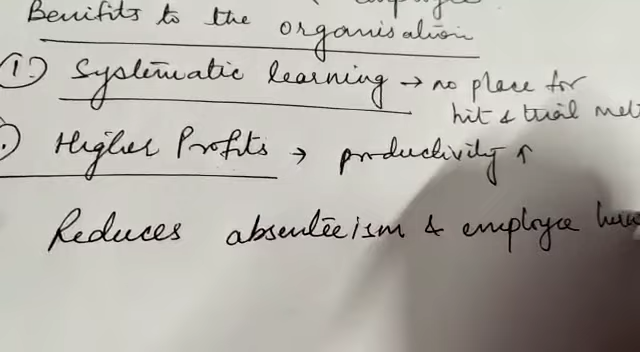 Benifits to the organisation
1. Systematic learning → no place for
hit & trial
Higher Profits → productivity ↑
Reduces absenteeism & employee